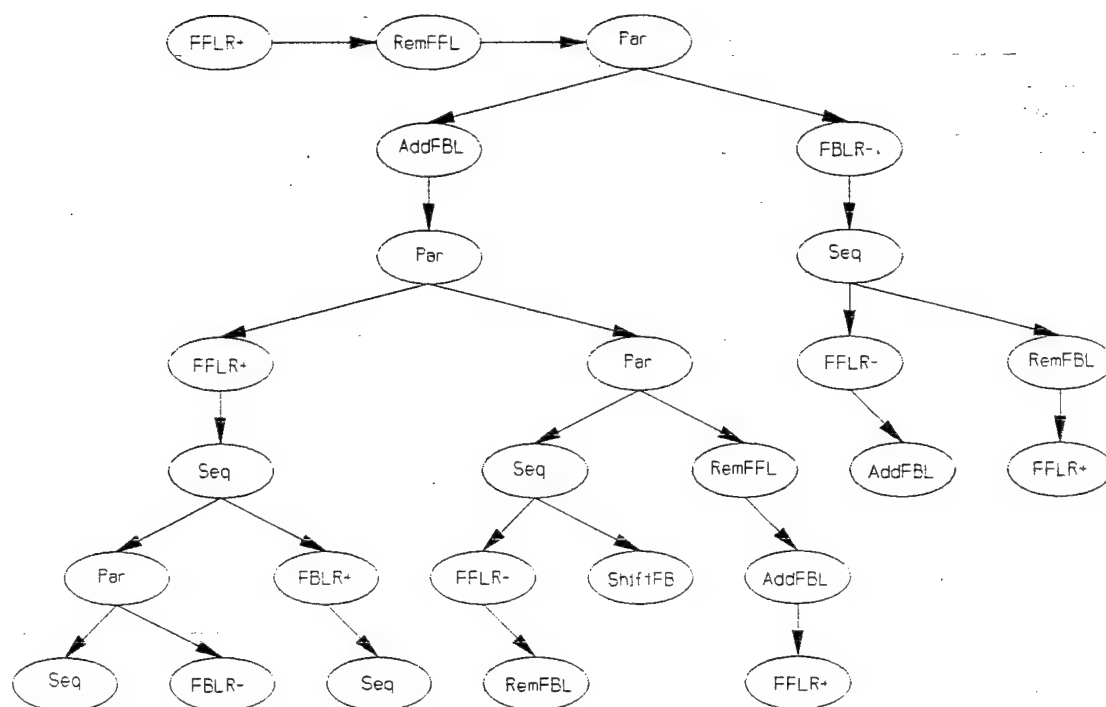 FFLR+ RemFFL Par
AddFBL FBLR-
Par Seq
FFLR+ Par FFLR- RemFBL
Seq Seq RemFFL AddFBL FFLR+
Par FBLR+ FFLR- ShiftFB AddFBL
Seq FBLR- Seq RemFBL FFLR+